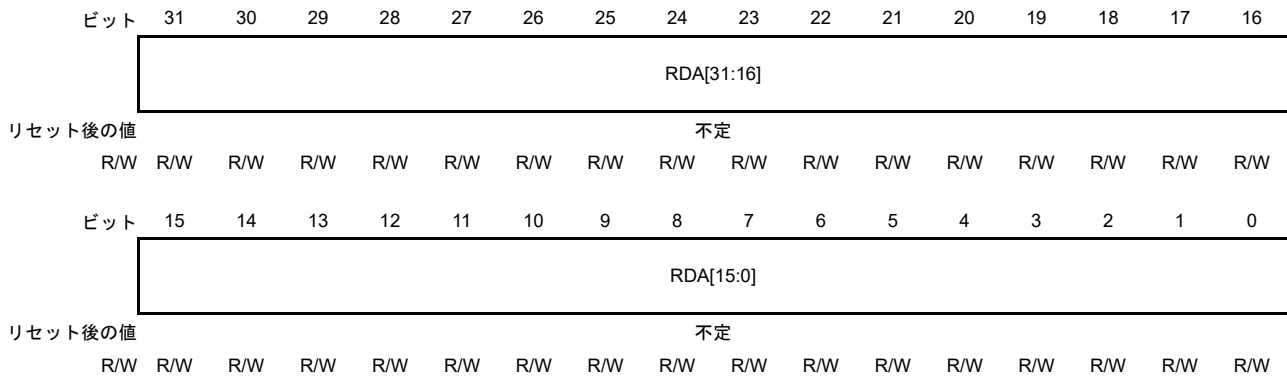 ビット 31 30 29 28 27 26 25 24 23 22 21 20 19 18 17 16
RDA[31:16]
リセット後の値 不定
R/W R/W R/W R/W R/W R/W R/W R/W R/W R/W R/W R/W R/W R/W R/W R/W R/W
ビット 15 14 13 12 11 10 9 8 7 6 5 4 3 2 1 0
RDA[15:0]
リセット後の値 不定
R/W R/W R/W R/W R/W R/W R/W R/W R/W R/W R/W R/W R/W R/W R/W R/W R/W